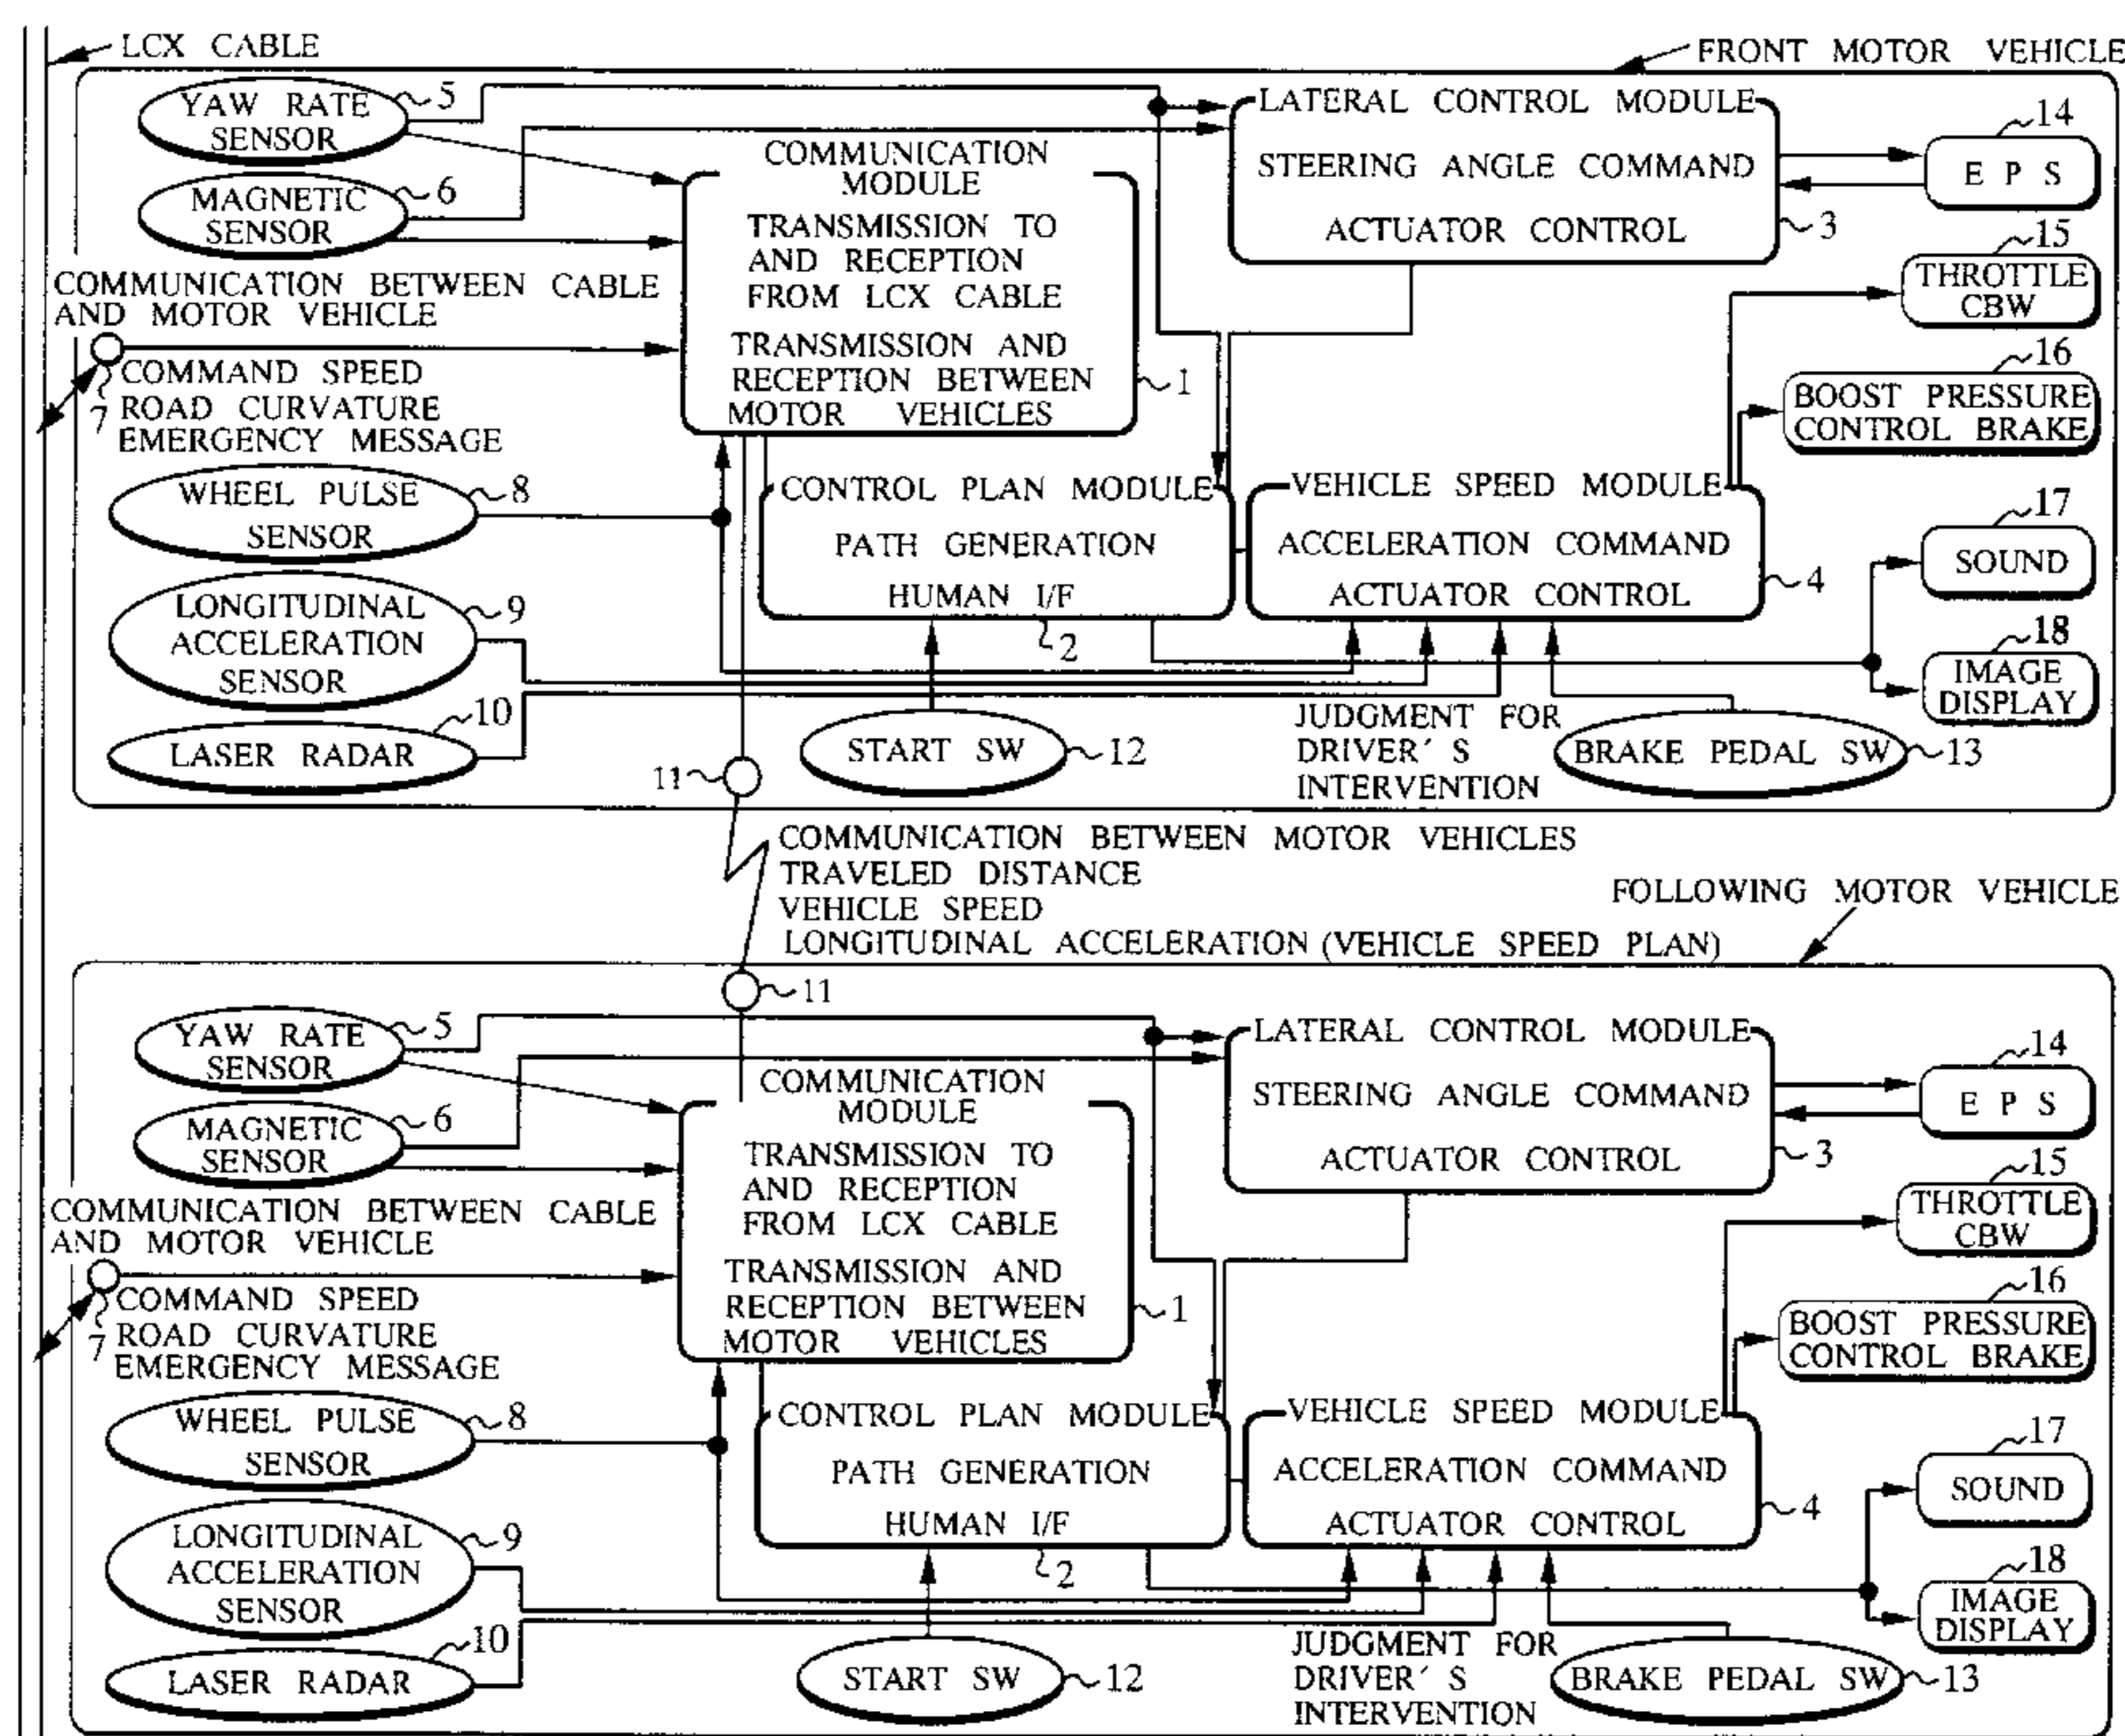 LCX CABLE
FRONT MOTOR VEHICLE
YAW RATE
SENSOR
5
MAGNETIC
SENSOR
6
COMMUNICATION BETWEEN CABLE
AND MOTOR VEHICLE
7
COMMAND SPEED
ROAD CURVATURE
EMERGENCY MESSAGE
WHEEL PULSE
SENSOR
8
LONGITUDINAL
ACCELERATION
SENSOR
9
LASER RADAR
10
COMMUNICATION
MODULE
TRANSMISSION TO
AND RECEPTION
FROM LCX CABLE
TRANSMISSION AND
RECEPTION BETWEEN
MOTOR VEHICLES
1
CONTROL PLAN MODULE
PATH GENERATION
HUMAN I/F
2
START SW
12
11
LATERAL CONTROL MODULE
STEERING ANGLE COMMAND
ACTUATOR CONTROL
3
VEHICLE SPEED MODULE
ACCELERATION COMMAND
ACTUATOR CONTROL
4
JUDGMENT FOR
DRIVER´S
INTERVENTION
BRAKE PEDAL SW
13
14
E P S
15
THROTTLE
CBW
16
BOOST PRESSURE
CONTROL BRAKE
17
SOUND
18
IMAGE
DISPLAY
COMMUNICATION BETWEEN MOTOR VEHICLES
TRAVELED DISTANCE
VEHICLE SPEED
LONGITUDINAL ACCELERATION (VEHICLE SPEED PLAN)
FOLLOWING MOTOR VEHICLE
11
YAW RATE
SENSOR
5
MAGNETIC
SENSOR
6
COMMUNICATION BETWEEN CABLE
AND MOTOR VEHICLE
7
COMMAND SPEED
ROAD CURVATURE
EMERGENCY MESSAGE
WHEEL PULSE
SENSOR
8
LONGITUDINAL
ACCELERATION
SENSOR
9
LASER RADAR
10
COMMUNICATION
MODULE
TRANSMISSION TO
AND RECEPTION
FROM LCX CABLE
TRANSMISSION AND
RECEPTION BETWEEN
MOTOR VEHICLES
1
CONTROL PLAN MODULE
PATH GENERATION
HUMAN I/F
2
START SW
12
LATERAL CONTROL MODULE
STEERING ANGLE COMMAND
ACTUATOR CONTROL
3
VEHICLE SPEED MODULE
ACCELERATION COMMAND
ACTUATOR CONTROL
4
JUDGMENT FOR
DRIVER´S
INTERVENTION
BRAKE PEDAL SW
13
14
E P S
15
THROTTLE
CBW
16
BOOST PRESSURE
CONTROL BRAKE
17
SOUND
18
IMAGE
DISPLAY